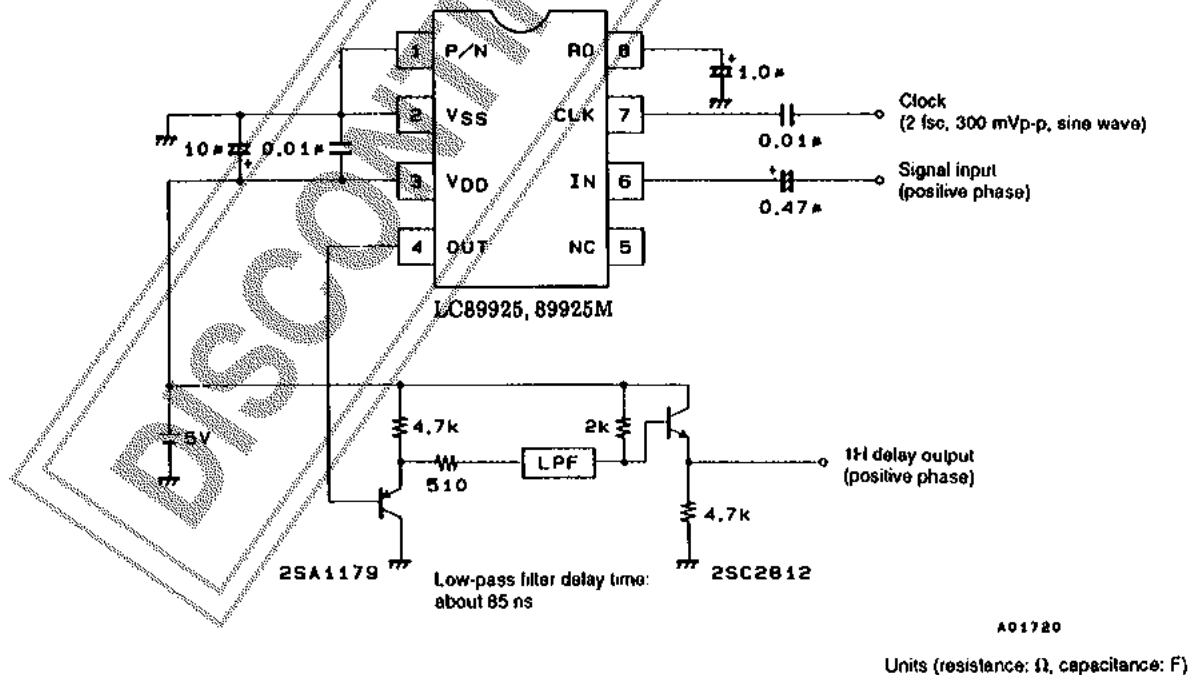 DISCONTI
1 P/N RO 8
1.0μ
2 VSS CLK 7
Clock
(2 fsc, 300 mVp-p, sine wave)
10μ 0.01μ
0.01μ
3 VDD IN 6
Signal input
(positive phase)
0.47μ
4 OUT NC 5
LC89925, 89925M
4.7k
2k
5V
LPF
1H delay output
(positive phase)
510
4.7k
2SA1179
2SC2812
Low-pass filter delay time:
about 85 ns
A01720
Units (resistance: Ω, capacitance: F)